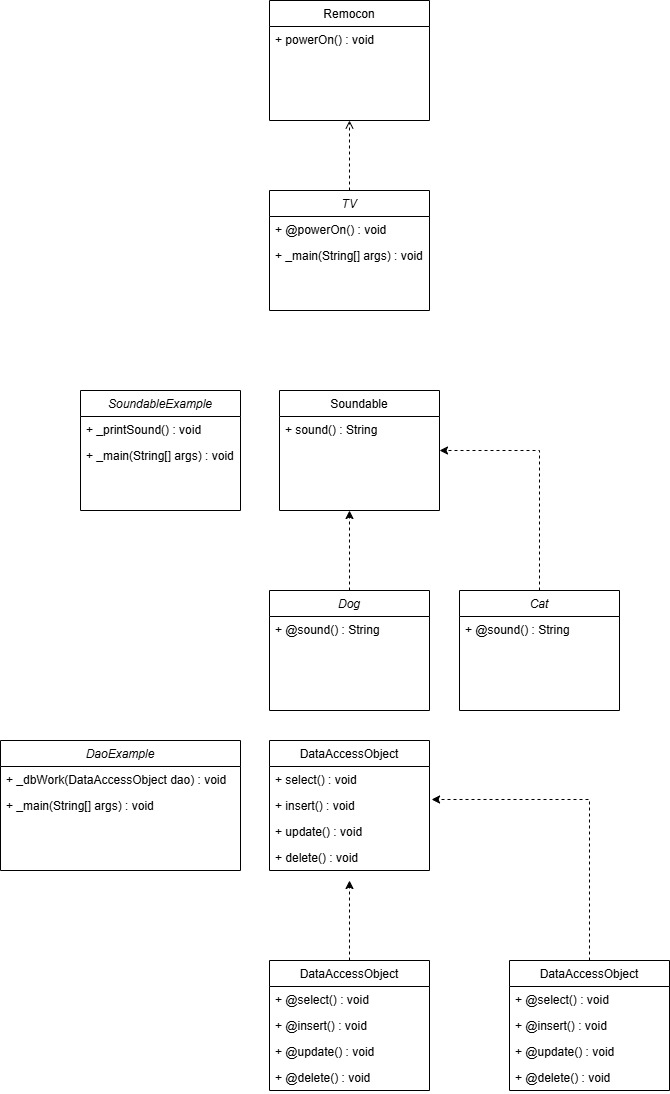 Remocon
+ powerOn() : void
TV
+ @powerOn() : void
+ _main(String[] args) : void
SoundableExample
+ _printSound() : void
+ _main(String[] args) : void
Soundable
+ sound() : String
Dog
+ @sound() : String
Cat
+ @sound() : String
DaoExample
+ _dbWork(DataAccessObject dao) : void
+ _main(String[] args) : void
DataAccessObject
+ select() : void
+ insert() : void
+ update() : void
+ delete() : void
DataAccessObject
+ @select() : void
+ @insert() : void
+ @update() : void
+ @delete() : void
DataAccessObject
+ @select() : void
+ @insert() : void
+ @update() : void
+ @delete() : void